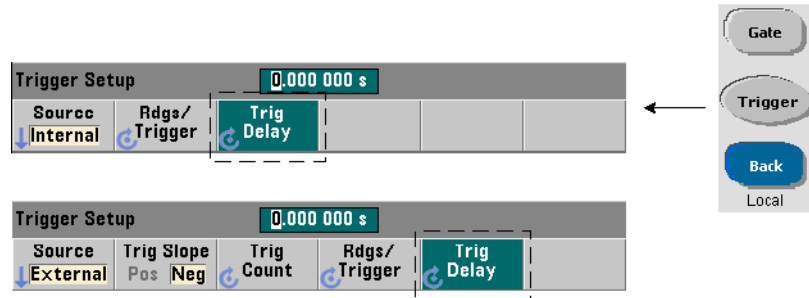 Gate
Trigger
Back
Local
Trigger Setup 0.000 000 s
Source Rdgs/ Trig
Internal Trigger Delay
Trigger Setup 0.000 000 s
Source Trig Slope Trig Rdgs/ Trig
External Pos Neg Count Trigger Delay